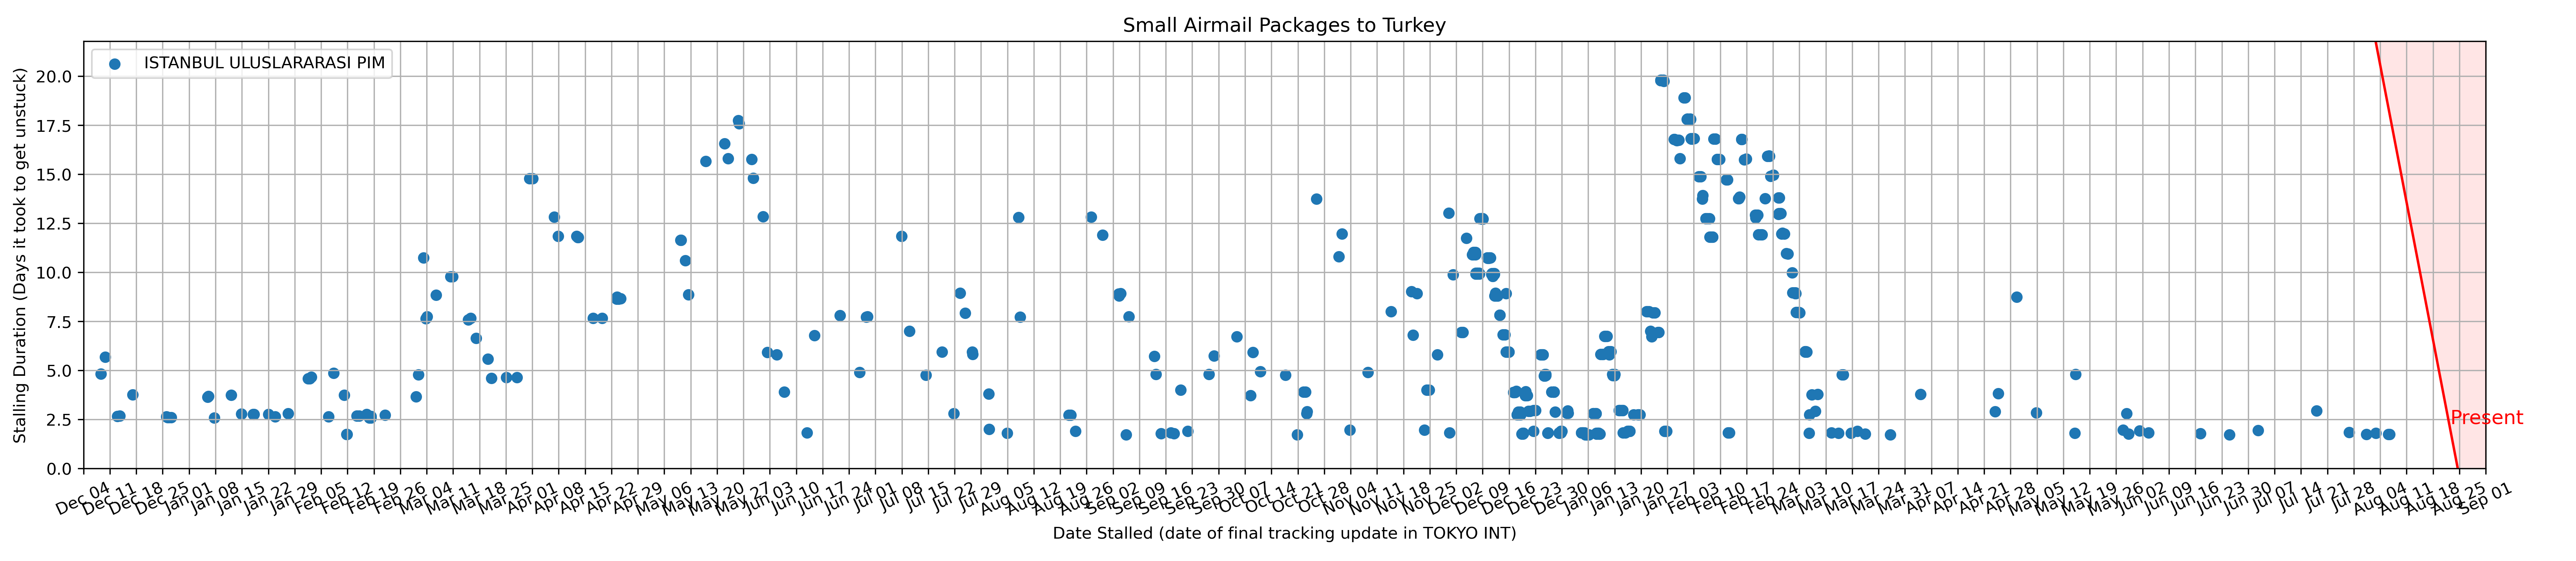 Small Airmail Packages to Turkey
ISTANBUL ULUSLARARASI PIM
Stalling Duration (Days it took to get unstuck)
20.0
17.5
15.0
12.5
10.0
7.5
5.0
2.5
0.0
Present
Dec 04 Dec 11 Dec 18 Dec 25 Jan 01 Jan 08 Jan 15 Jan 22 Jan 29 Feb 05 Feb 12 Feb 19 Feb 26 Mar 04 Mar 11 Mar 18 Mar 25 Apr 01 Apr 08 Apr 15 Apr 22 Apr 29 May 06 May 13 May 20 May 27 Jun 03 Jun 10 Jun 17 Jun 24 Jul 01 Jul 08 Jul 15 Jul 22 Jul 29 Aug 05 Aug 12 Aug 19 Aug 26 Sep 02 Sep 09 Sep 16 Sep 23 Sep 30 Oct 07 Oct 14 Oct 21 Oct 28 Nov 04 Nov 11 Nov 18 Nov 25 Dec 02 Dec 09 Dec 16 Dec 23 Dec 30 Jan 06 Jan 13 Jan 20 Jan 27 Feb 03 Feb 10 Feb 17 Feb 24 Mar 03 Mar 10 Mar 17 Mar 24 Mar 31 Apr 07 Apr 14 Apr 21 Apr 28 May 05 May 12 May 19 May 26 Jun 02 Jun 09 Jun 16 Jun 23 Jun 30 Jul 07 Jul 14 Jul 21 Jul 28 Aug 04 Aug 11 Aug 18 Aug 25 Sep 01
Date Stalled (date of final tracking update in TOKYO INT)